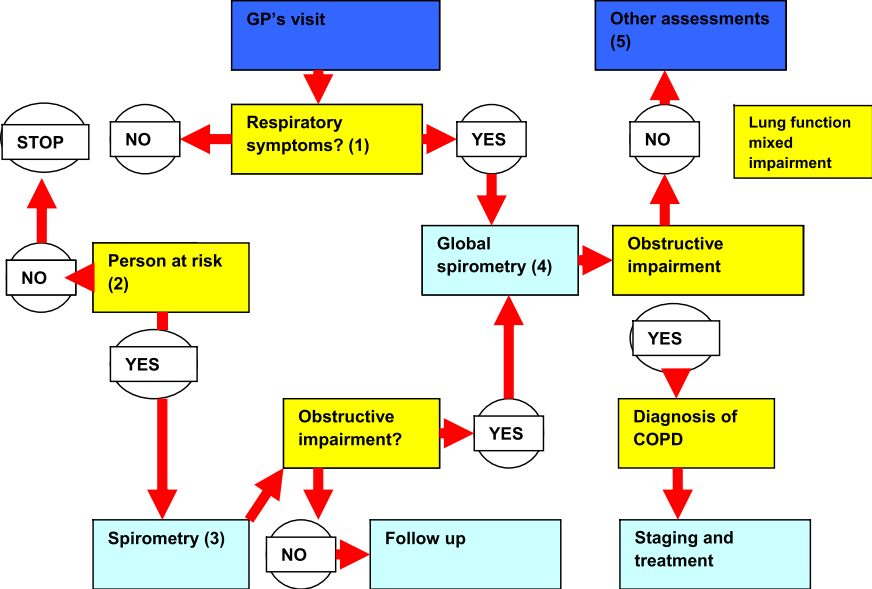 GP's visit
Other assessments
(5)
STOP
NO
Respiratory
symptoms? (1)
YES
NO
Lung function
mixed
impairment
NO
Person at risk
(2)
Global
spirometry (4)
Obstructive
impairment
YES
YES
Obstructive
impairment?
YES
Diagnosis of
COPD
Spirometry (3)
NO
Follow up
Staging and
treatment